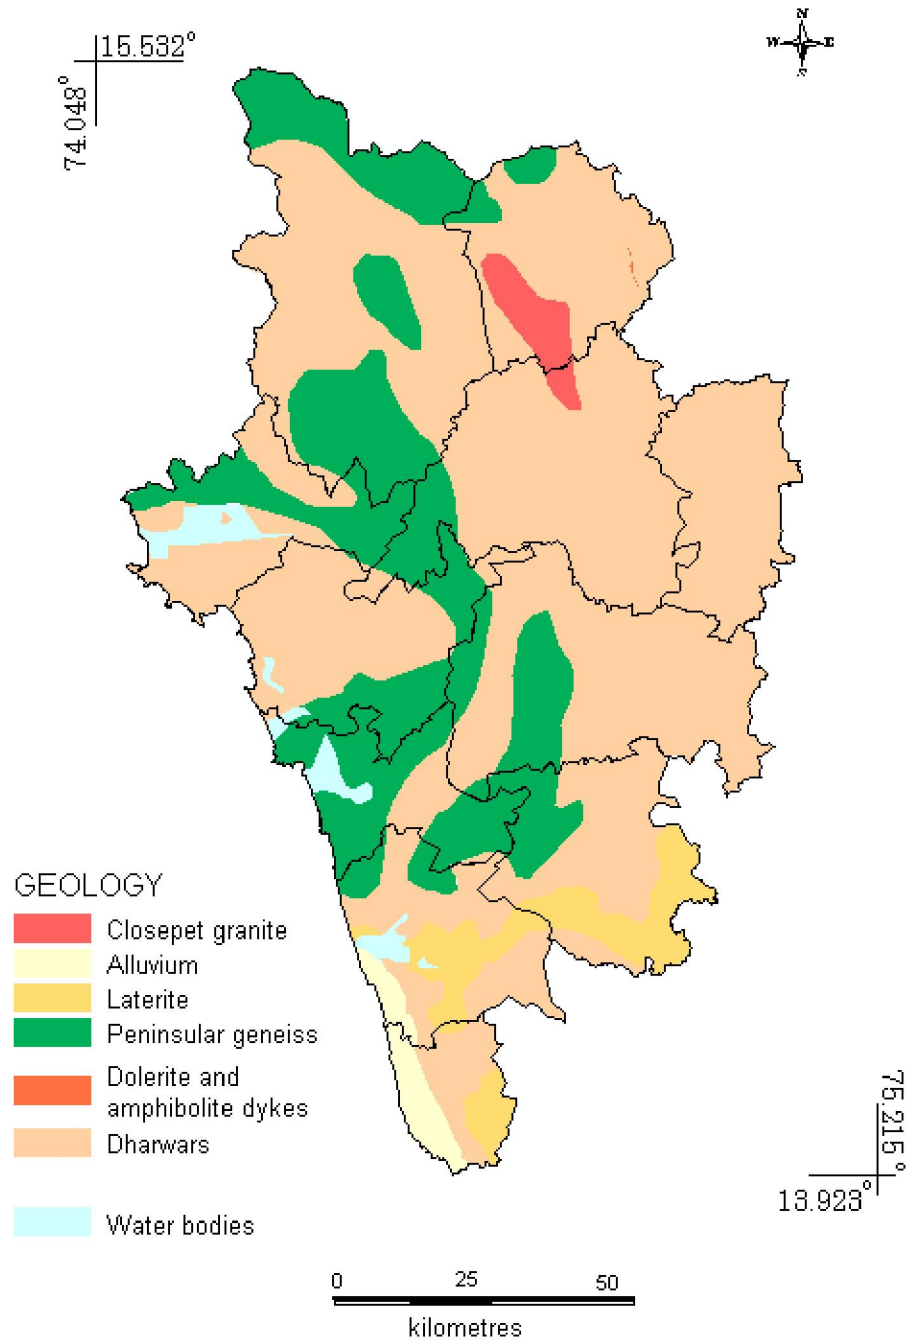 N
15.532°
W E
s
74.048°
GEOLOGY
Closepet granite
Alluvium
Laterite
Peninsular geneiss
Dolerite and
amphibolite dykes
Dharwars
Water bodies
75.215°
13.923°
0 25 50
kilometres